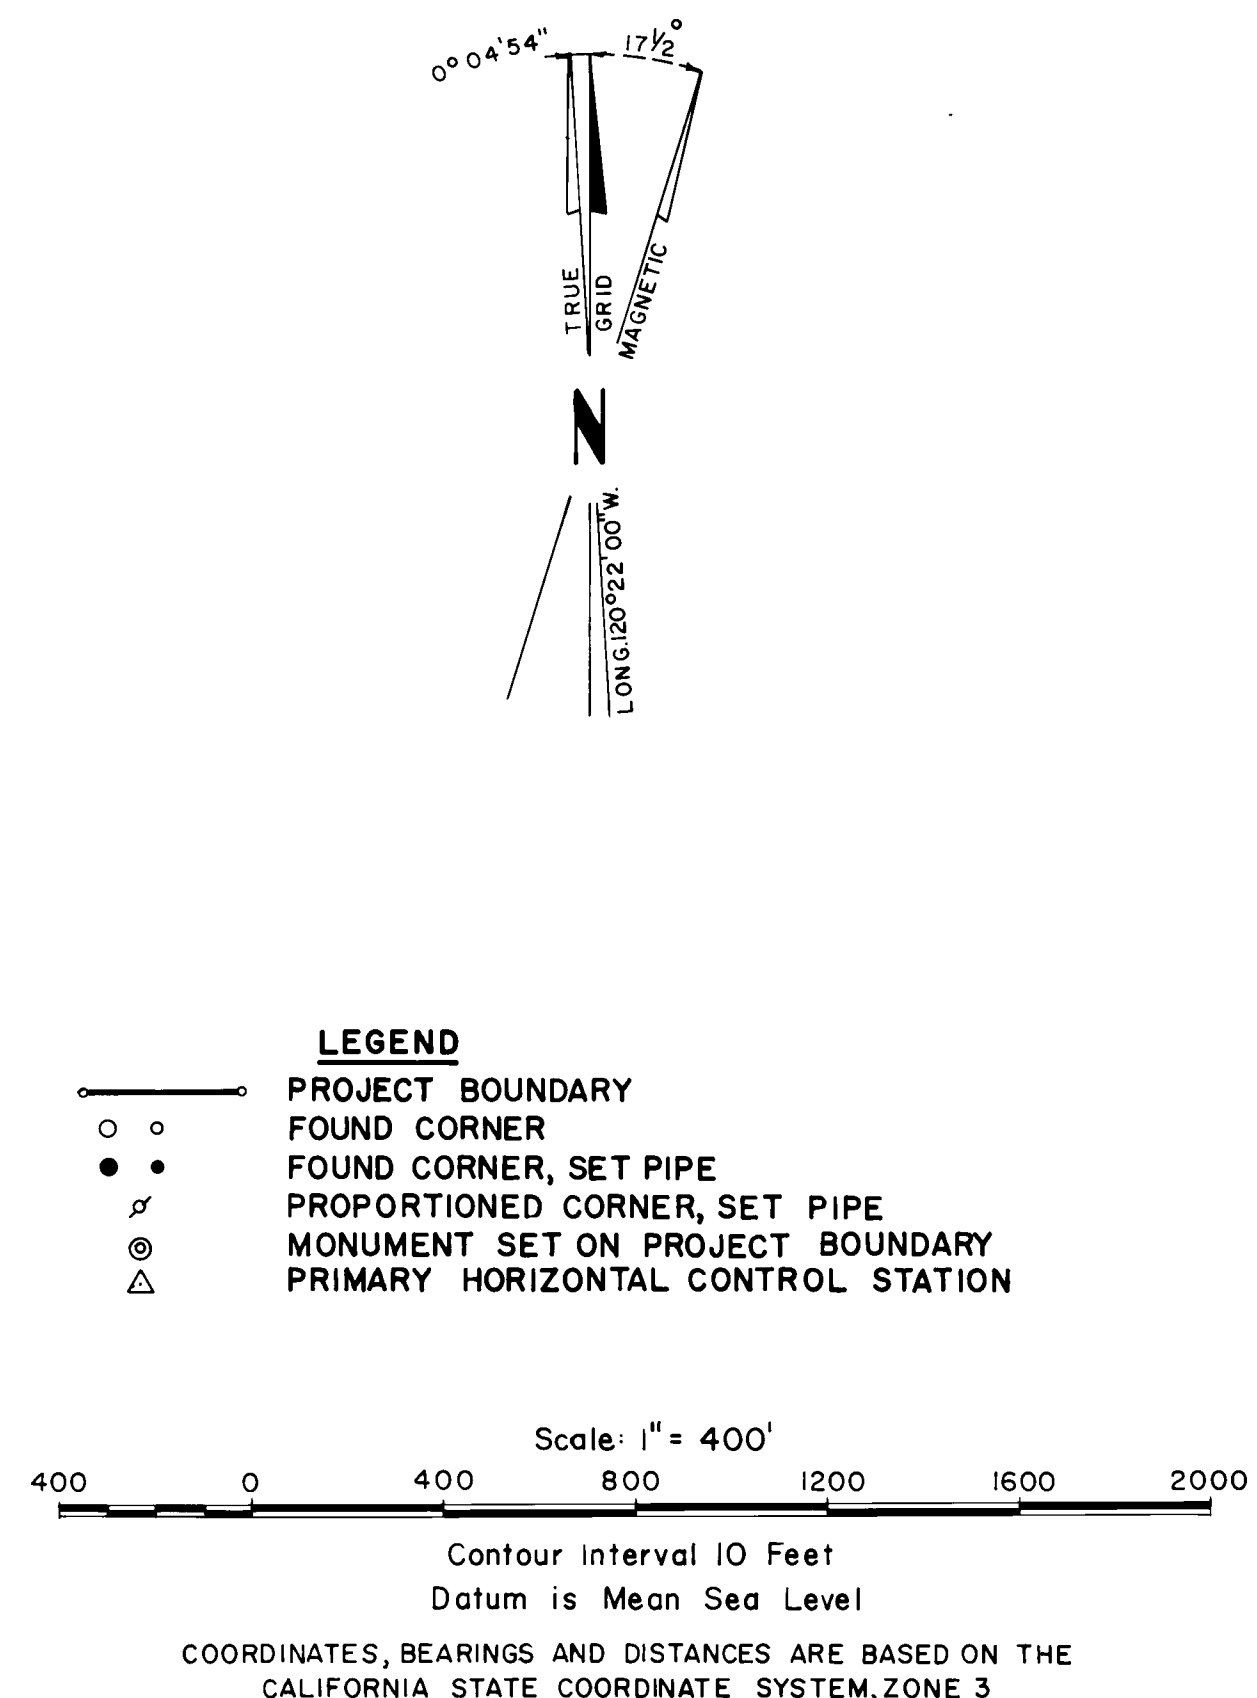 0° 04' 54"
17½°
TRUE
GRID
MAGNETIC
N
LONG. 120° 22' 00" W.
LEGEND
PROJECT BOUNDARY
FOUND CORNER
FOUND CORNER, SET PIPE
PROPORTIONED CORNER, SET PIPE
MONUMENT SET ON PROJECT BOUNDARY
PRIMARY HORIZONTAL CONTROL STATION
Scale: 1" = 400'
400 0 400 800 1200 1600 2000
Contour Interval 10 Feet
Datum is Mean Sea Level
COORDINATES, BEARINGS AND DISTANCES ARE BASED ON THE
CALIFORNIA STATE COORDINATE SYSTEM, ZONE 3